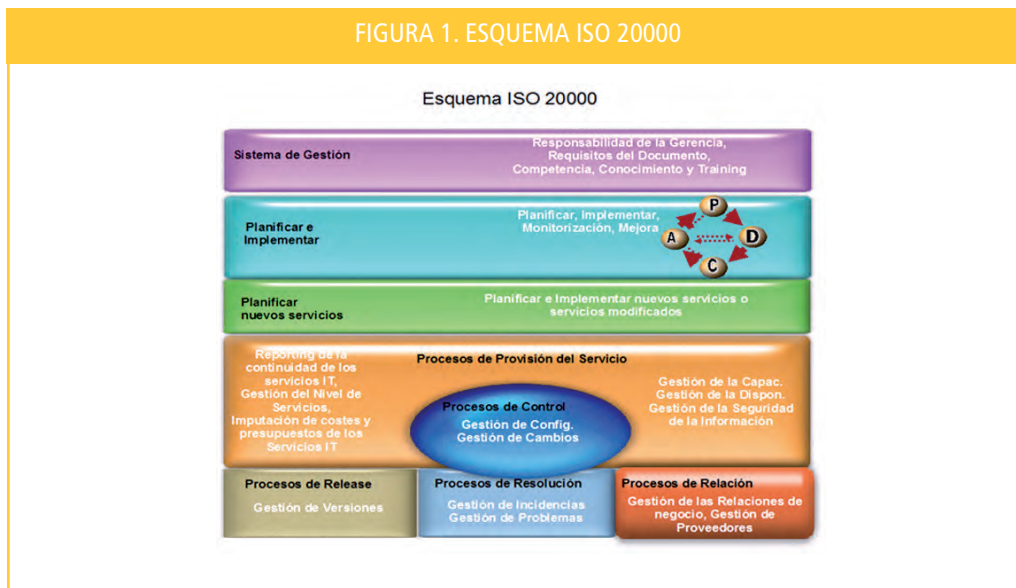 FIGURA 1. ESQUEMA ISO 20000
Esquema ISO 20000
Sistema de Gestión
Responsabilidad de la Gerencia,
Requisitos del Documento,
Competencia, Conocimiento y Training
Planificar e
Implementar
Planificar, Implementar,
Monitorización, Mejora
P
A
D
C
Planificar
nuevos servicios
Planificar e Implementar nuevos servicios o
servicios modificados
Procesos de Provisión del Servicio
Reporting de la
continuidad de los
servicios IT,
Gestión del Nivel de
Servicios,
Imputación de costes y
presupuestos de los
Servicios IT
Procesos de Control
Gestión de Config.
Gestión de Cambios
Gestión de la Capac.
Gestión de la Dispon.
Gestión de la Seguridad
de la Información
Procesos de Release
Gestión de Versiones
Procesos de Resolución
Gestión de Incidencias
Gestión de Problemas
Procesos de Relación
Gestión de las Relaciones de
negocio, Gestión de
Proveedores